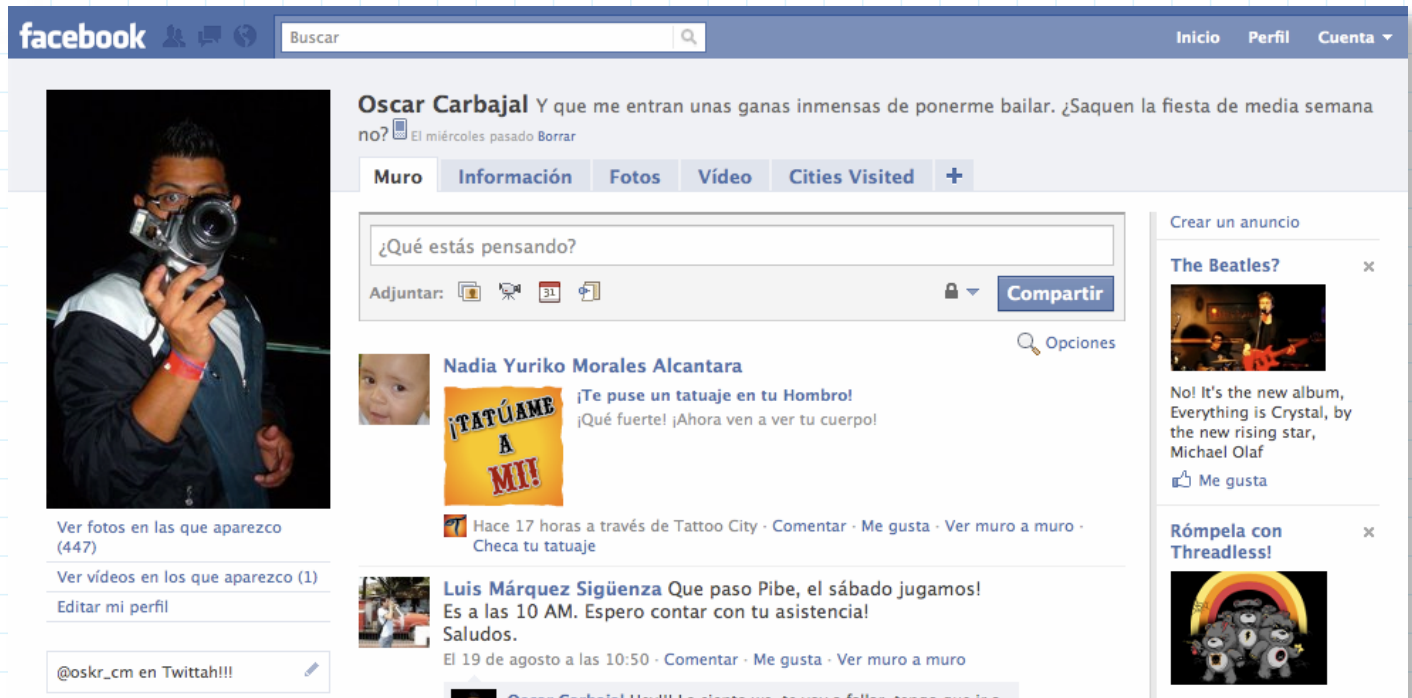 facebook
Buscar
Inicio Perfil Cuenta
Oscar Carbajal Y que me entran unas ganas inmensas de ponerme bailar. ¿Saquen la fiesta de media semana
no? El miércoles pasado Borrar
Muro Información Fotos Vídeo Cities Visited +
¿Qué estás pensando?
Adjuntar: 31 Compartir
Opciones
Nadia Yuriko Morales Alcantara
¡TATÚAME
A
MI!
¡Te puse un tatuaje en tu Hombro!
¡Qué fuerte! ¡Ahora ven a ver tu cuerpo!
T Hace 17 horas a través de Tattoo City · Comentar · Me gusta · Ver muro a muro ·
Checa tu tatuaje
Luis Márquez Sigüenza Que paso Pibe, el sábado jugamos!
Es a las 10 AM. Espero contar con tu asistencia!
Saludos.
El 19 de agosto a las 10:50 · Comentar · Me gusta · Ver muro a muro
Oscar Carbajal
Ver fotos en las que aparezco
(447)
Ver vídeos en los que aparezco (1)
Editar mi perfil
@oskr_cm en Twittah!!!
Crear un anuncio
The Beatles?
No! It's the new album,
Everything is Crystal, by
the new rising star,
Michael Olaf
Me gusta
Rómpela con
Threadless!